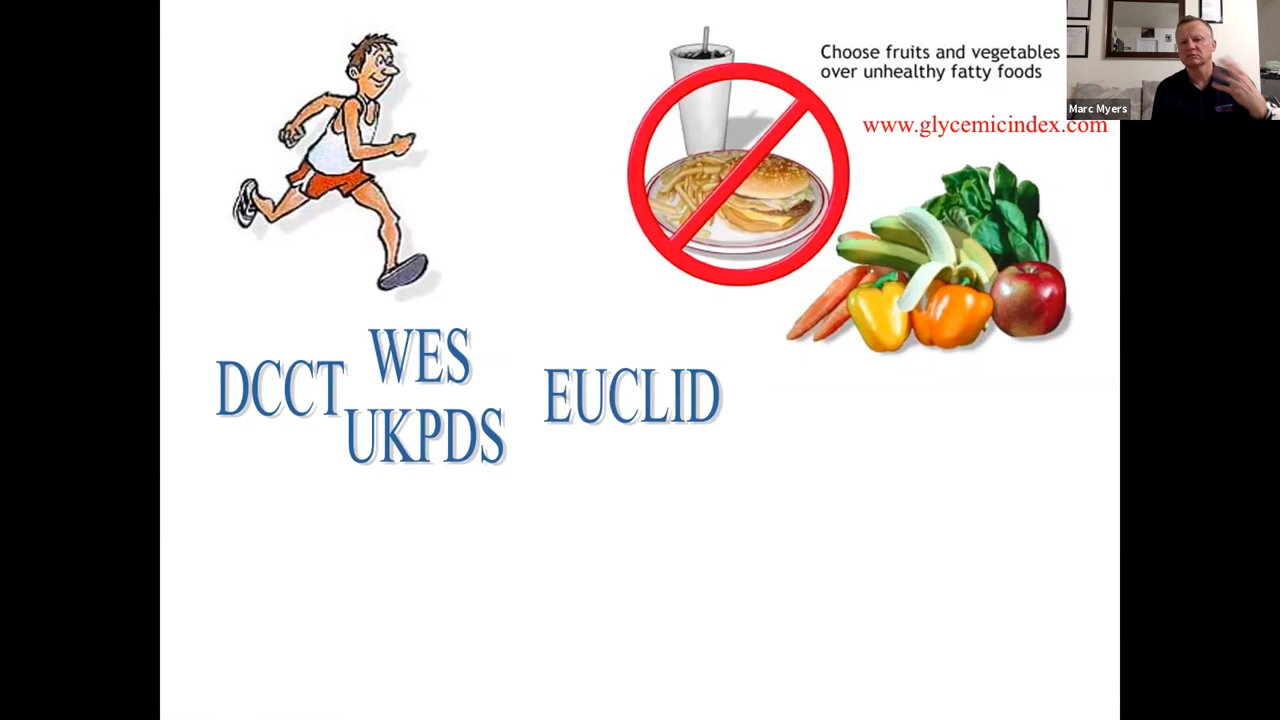 Choose fruits and vegetables
over unhealthy fatty foods
Marc Myers
www.glycemicindex.com
WES
DCCT
UKPDS
EUCLID